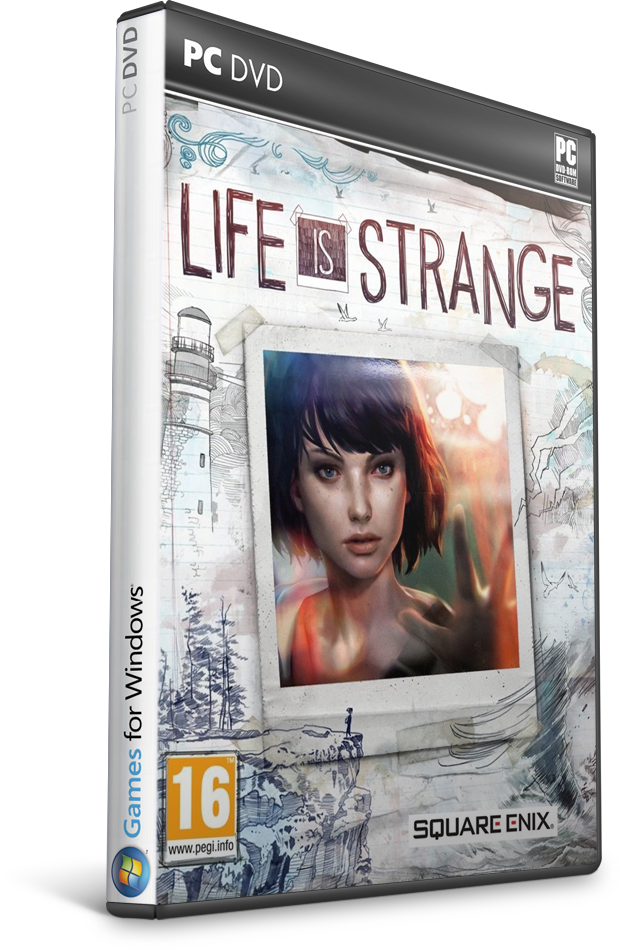 PC DVD
PC DVD
PC
DVD-ROM
SOFTWARE
LIFE IS STRANGE
Games for Windows
16
www.pegi.info
SQUARE ENIX